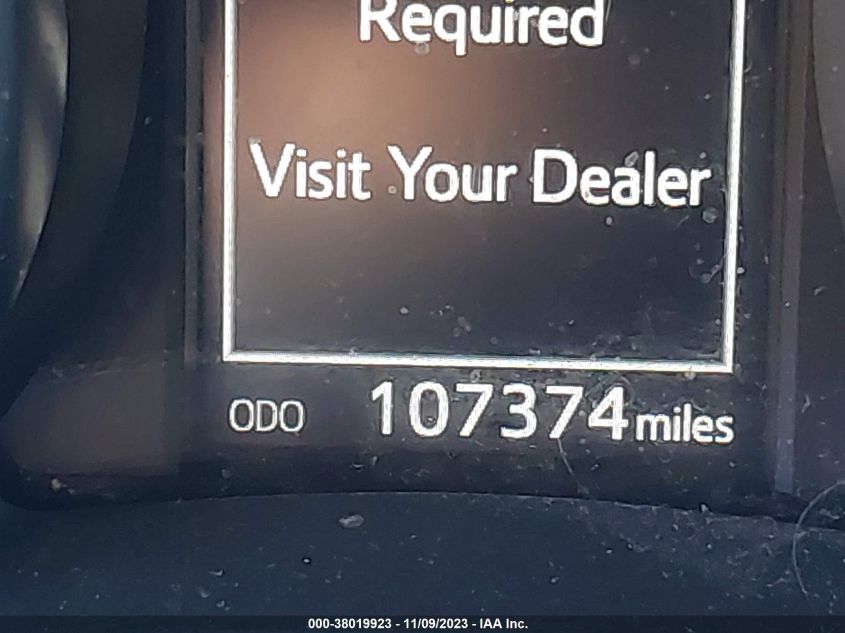 Required
Visit Your Dealer
ODO 107374 miles
000-38019923 - 11/09/2023 - IAA Inc.